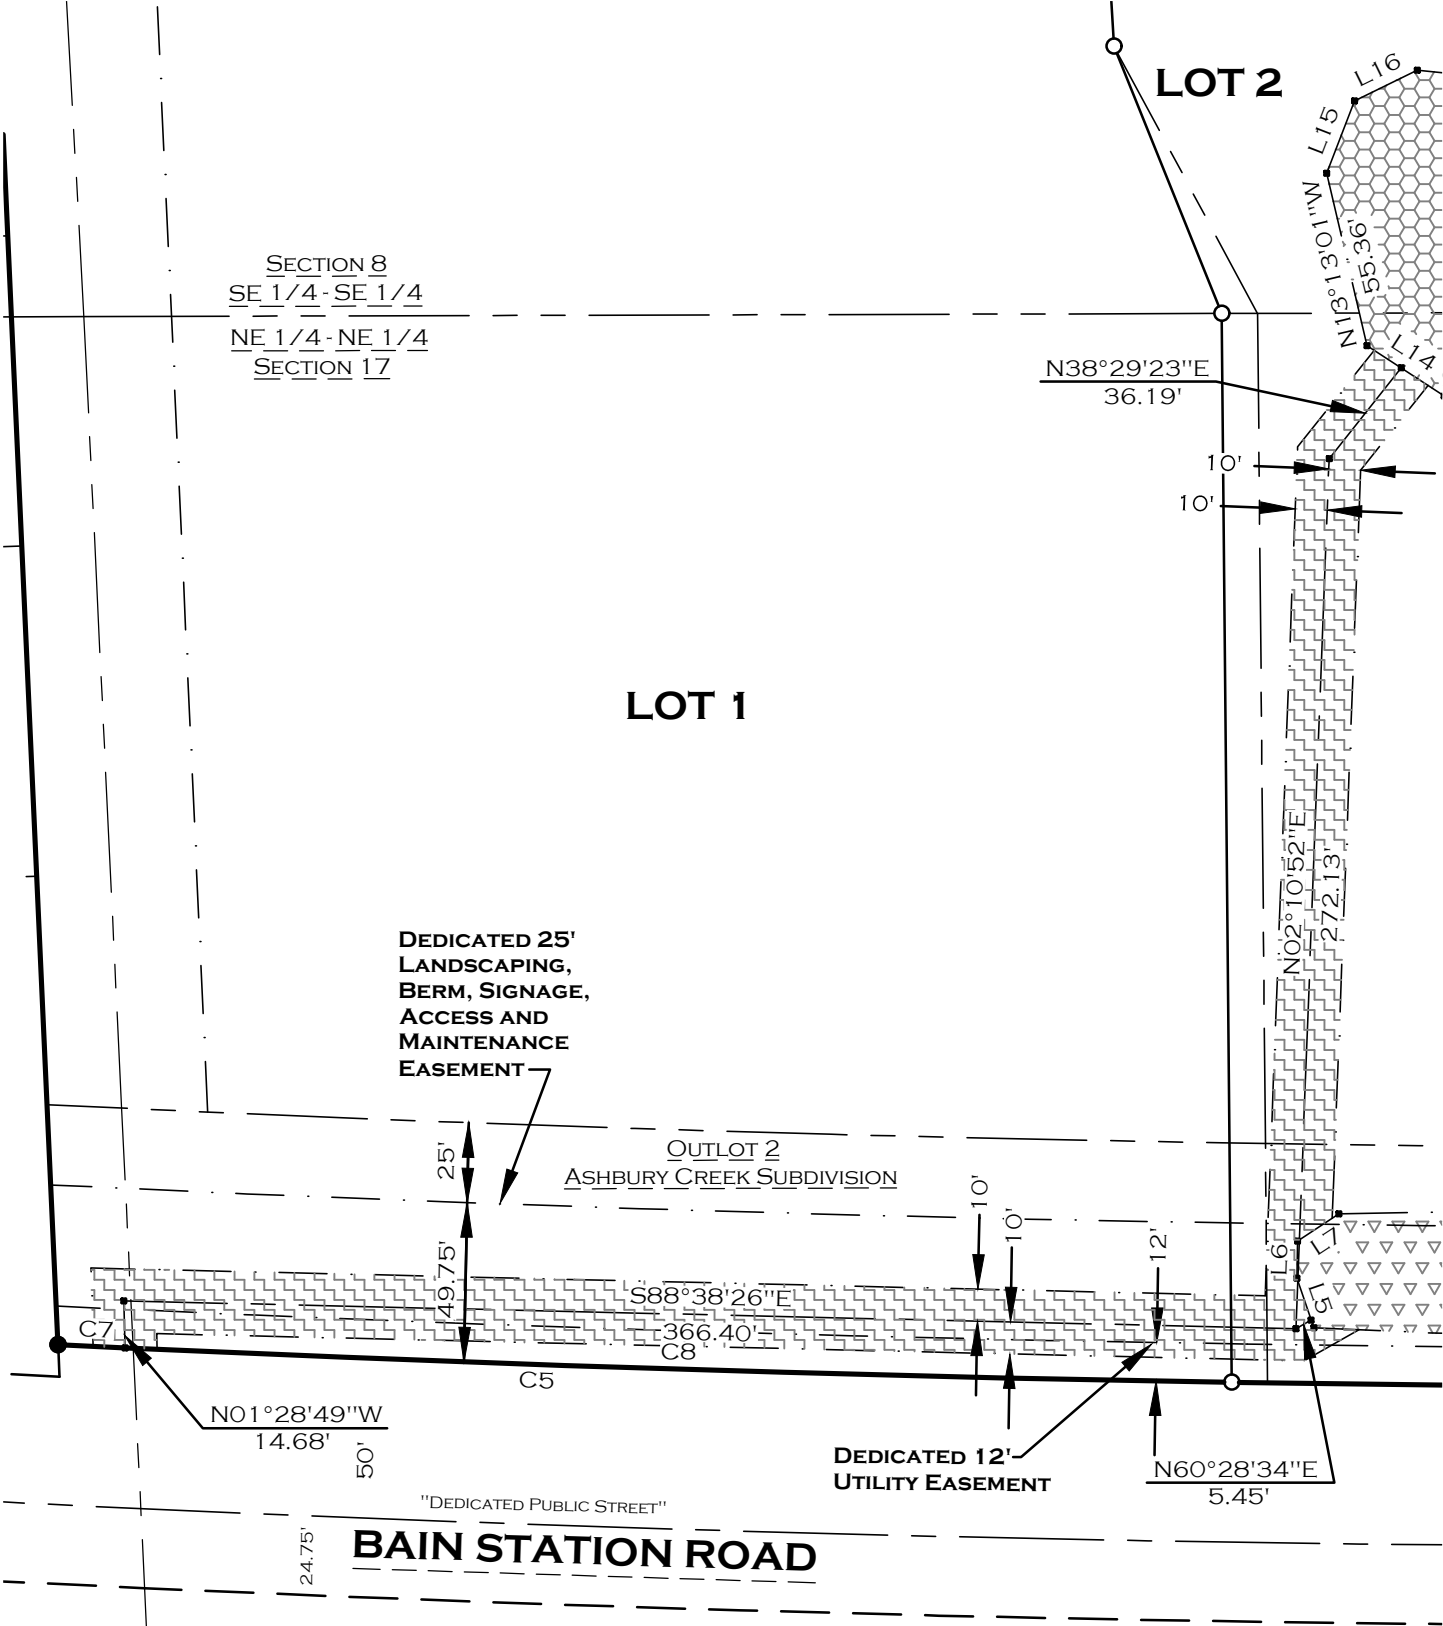 LOT 2
L16
L15
N13°13'01"W
55.36'
L14
SECTION 8
SE 1/4 - SE 1/4
NE 1/4 - NE 1/4
SECTION 17
N38°29'23"E
36.19'
10'
10'
LOT 1
N02°10'52"E
272.13'
DEDICATED 25'
LANDSCAPING,
BERM, SIGNAGE,
ACCESS AND
MAINTENANCE
EASEMENT
25'
OUTLOT 2
ASHBURY CREEK SUBDIVISION
10'
10'
12'
49.75'
L6
L7
L5
S88°38'26"E
366.40'
C7
C8
C5
N01°28'49"W
14.68'
50'
DEDICATED 12'
UTILITY EASEMENT
N60°28'34"E
5.45'
"DEDICATED PUBLIC STREET"
24.75'
BAIN STATION ROAD